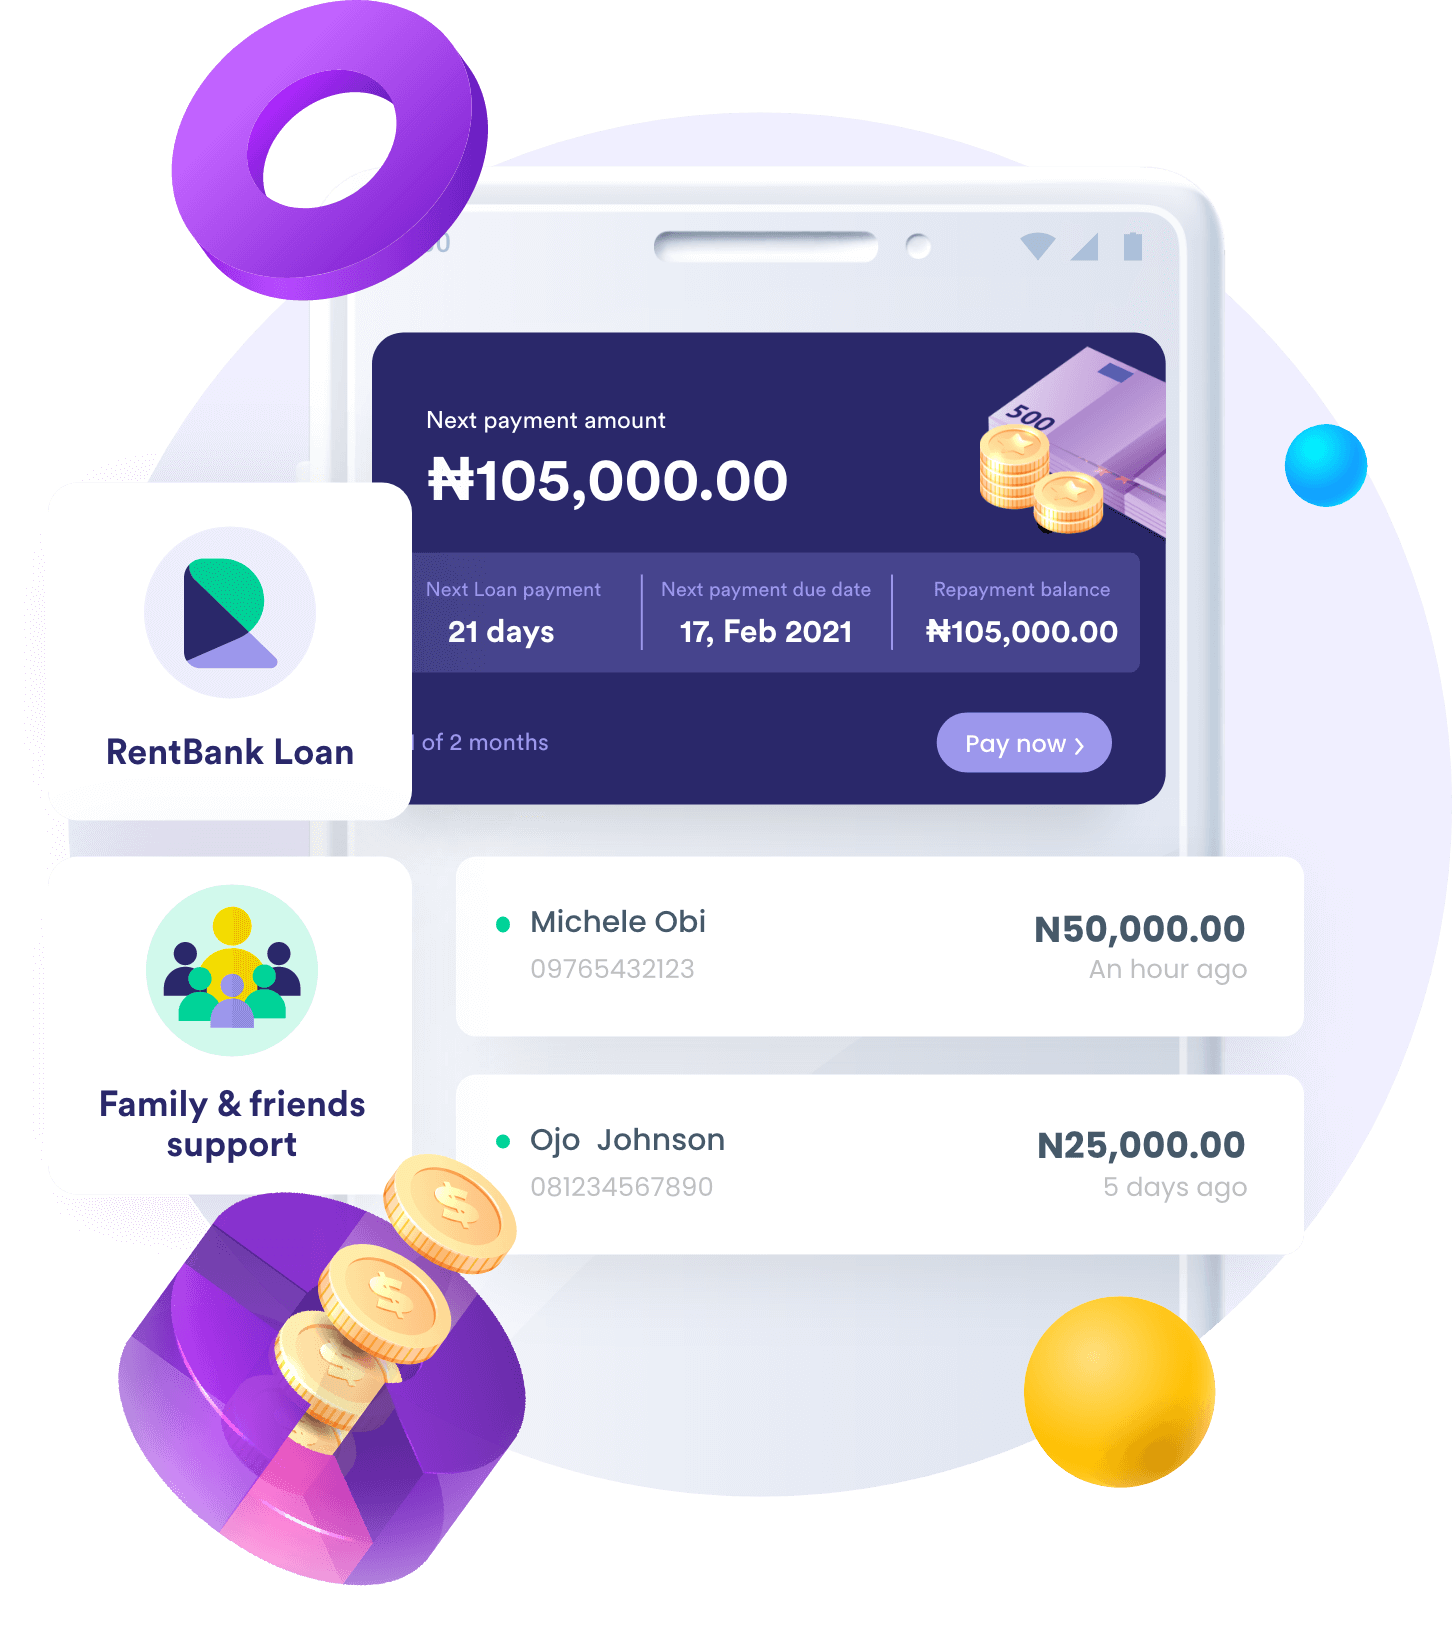 Next payment amount
₦105,000.00
500
Next Loan payment
21 days
Next payment due date
17, Feb 2021
Repayment balance
₦105,000.00
of 2 months
Pay now
RentBank Loan
Family & friends
support
Michele Obi
09765432123
N50,000.00
An hour ago
Ojo Johnson
081234567890
N25,000.00
5 days ago
$
$
$